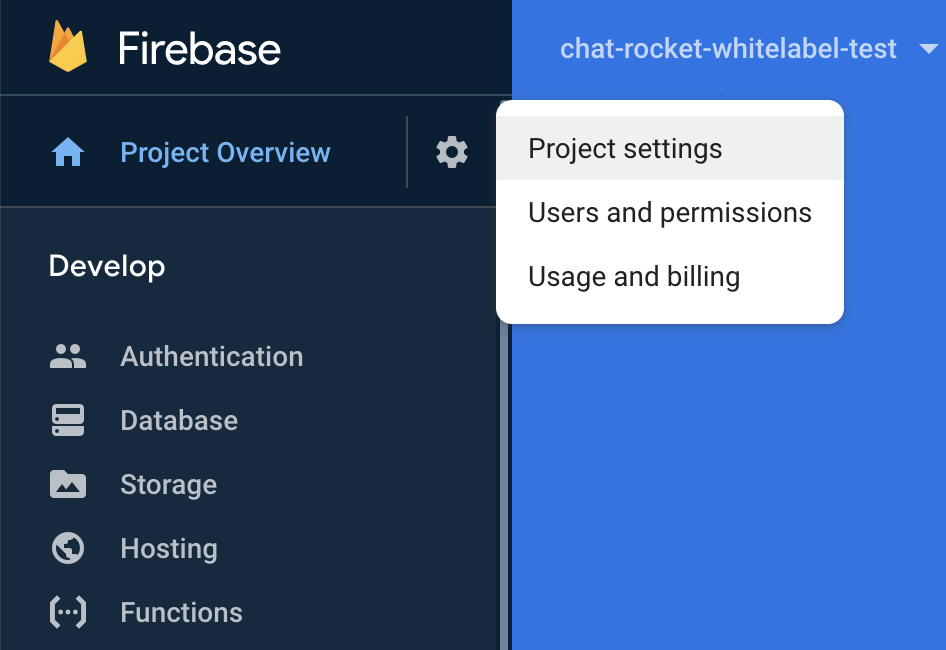 Firebase
chat-rocket-whitelabel-test
Project Overview
Project settings
Users and permissions
Usage and billing
Develop
Authentication
Database
Storage
Hosting
Functions